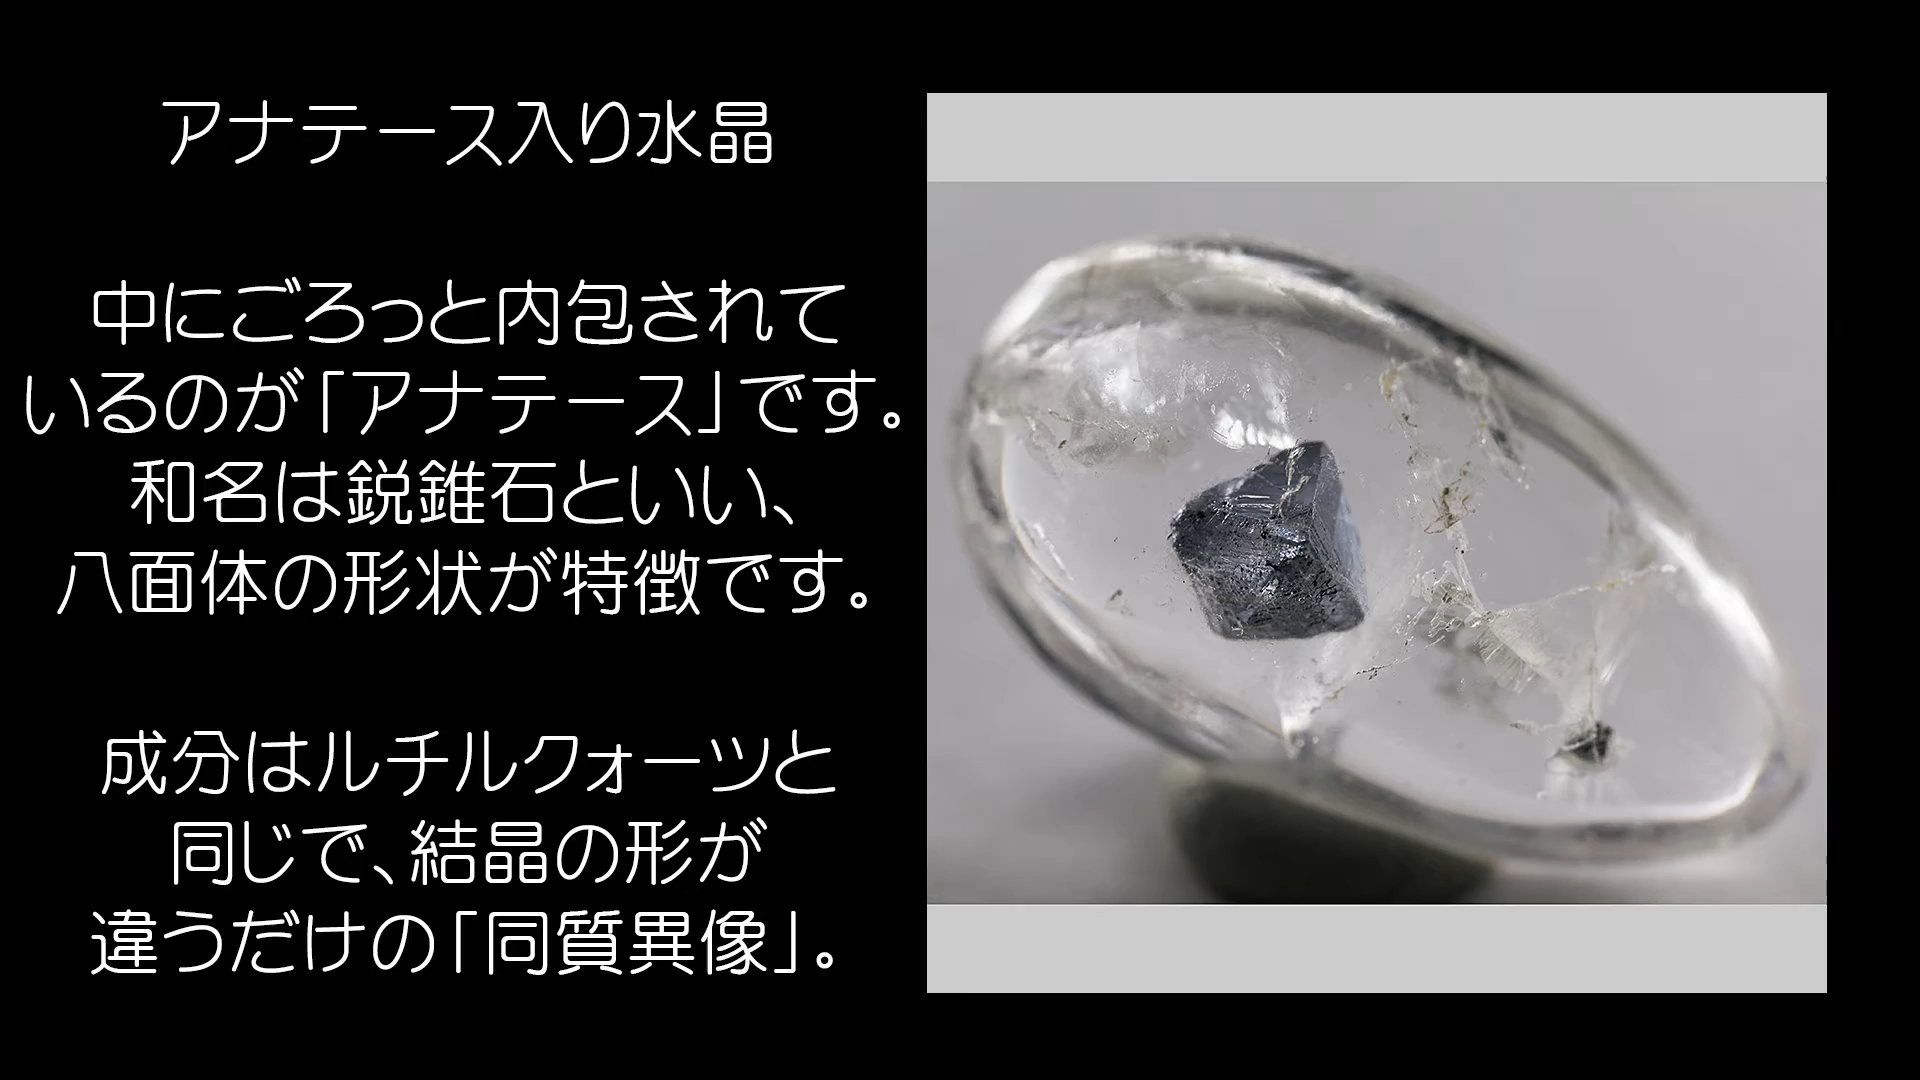 アナテース入り水晶
中にごろっと内包されて
いるのが「アナテース」です。
和名は鋭錐石といい、
八面体の形状が特徴です。
成分はルチルクォーツと
同じで、結晶の形が
違うだけの「同質異像」。